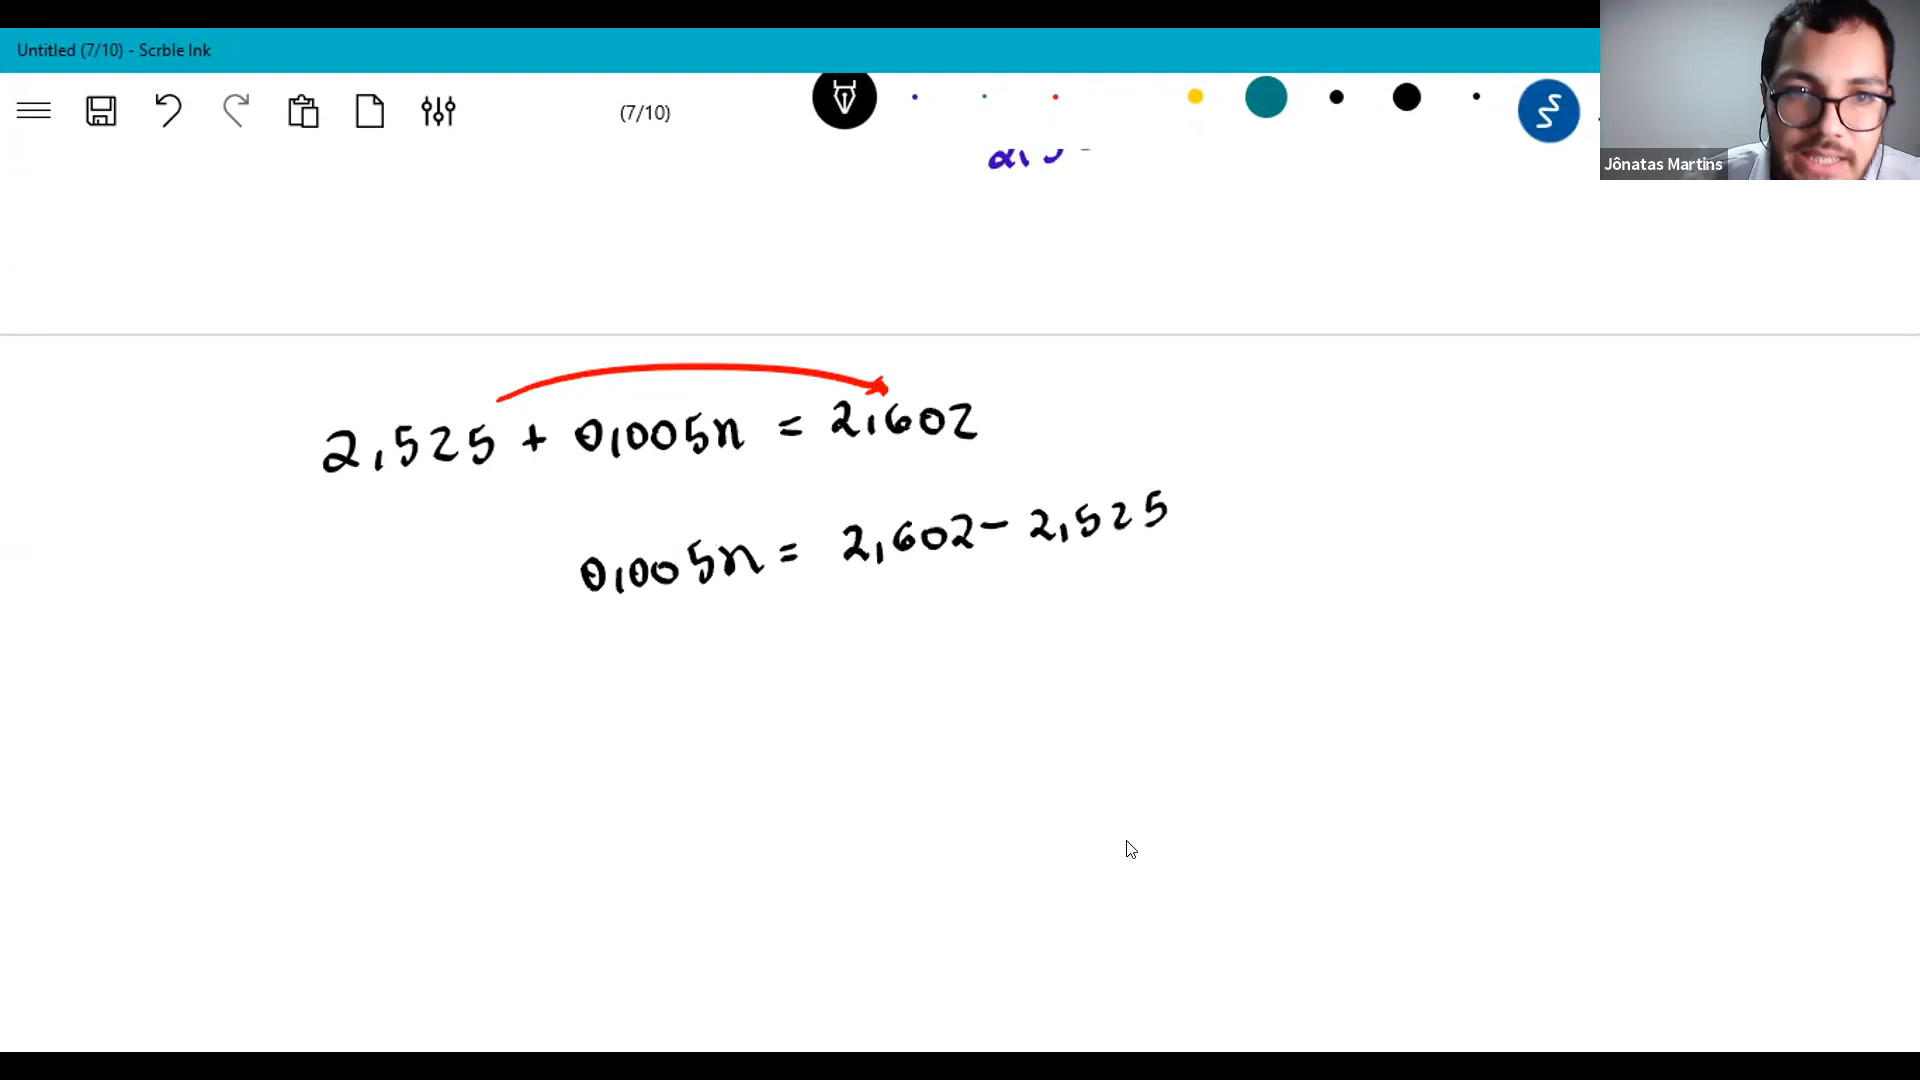 Untitled (7/10) - Scrble Ink
(7/10)
Jônatas Martins
2,525 + 0,005n = 2,602
0,005n = 2,602 - 2,525